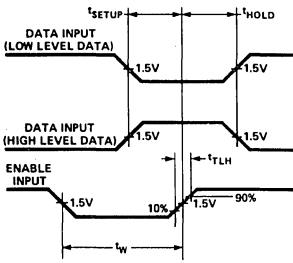 tSETUP
tHOLD
DATA INPUT
(LOW LEVEL DATA)
1.5V
1.5V
DATA INPUT
(HIGH LEVEL DATA)
1.5V
1.5V
ENABLE
INPUT
tTLH
1.5V
10%
1.5V
90%
tW